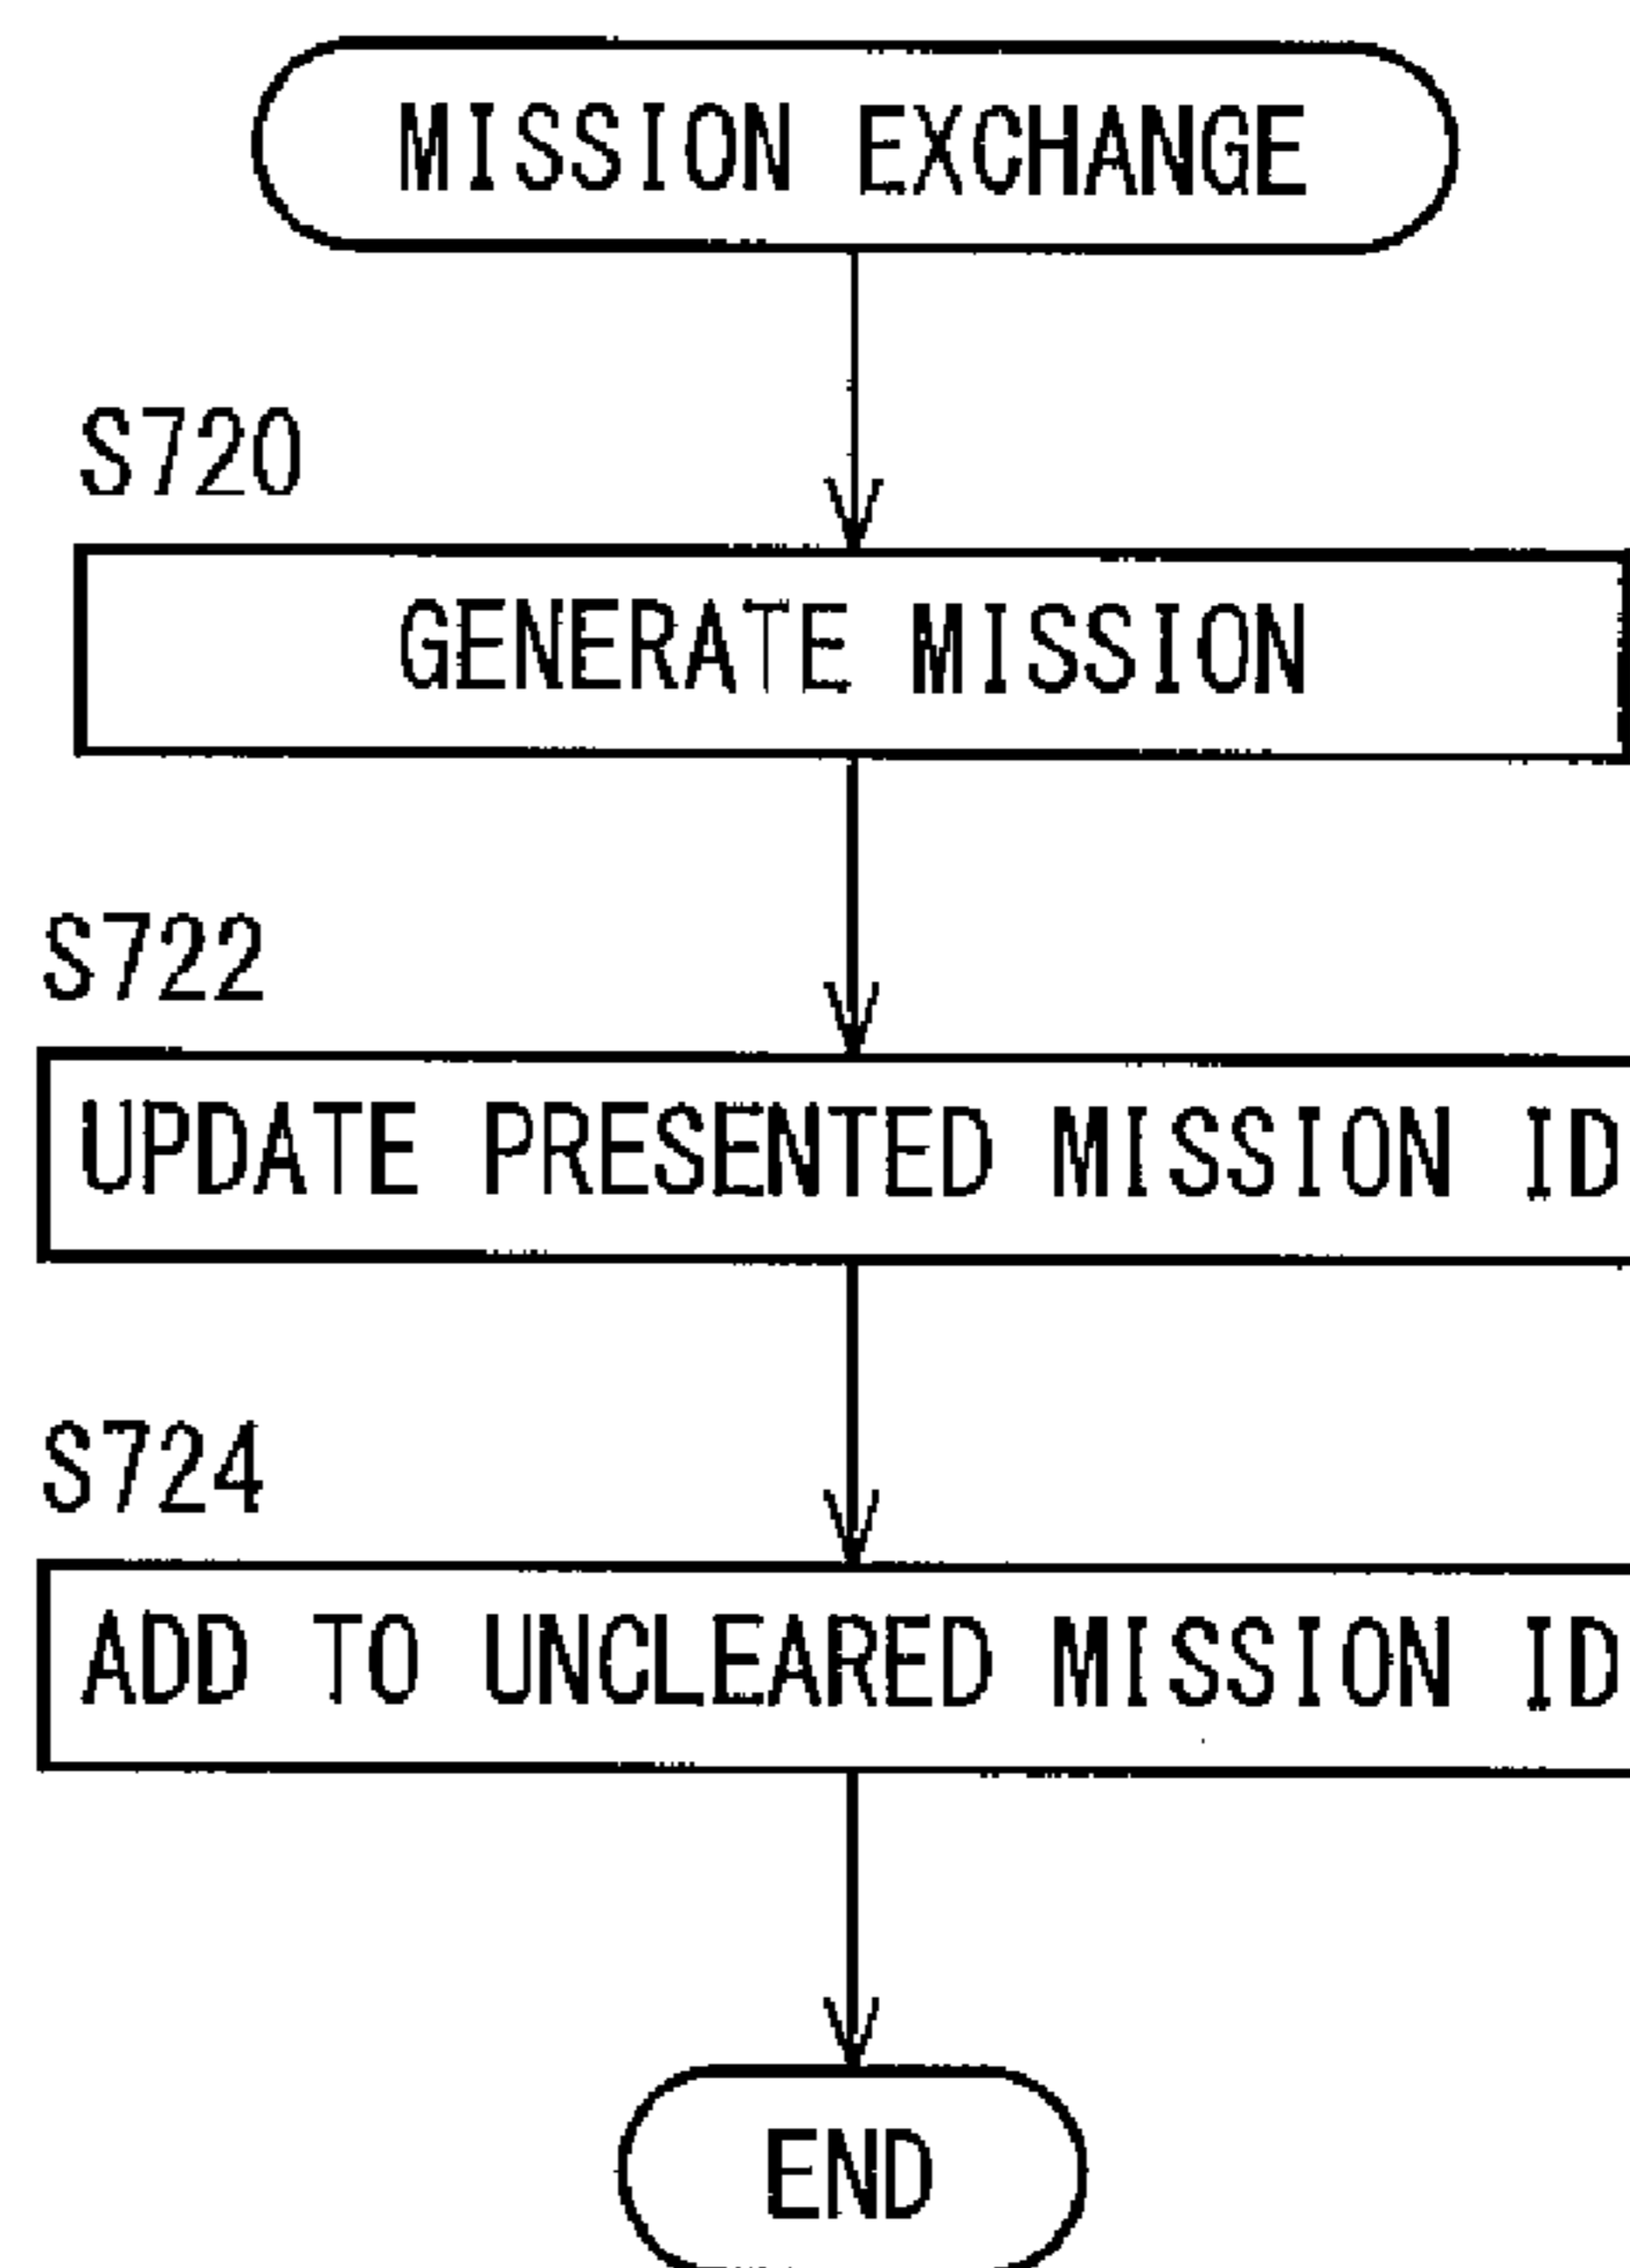 MISSION EXCHANGE
S720
GENERATE MISSION
S722
UPDATE PRESENTED MISSION ID
S724
ADD TO UNCLEARED MISSION ID
END